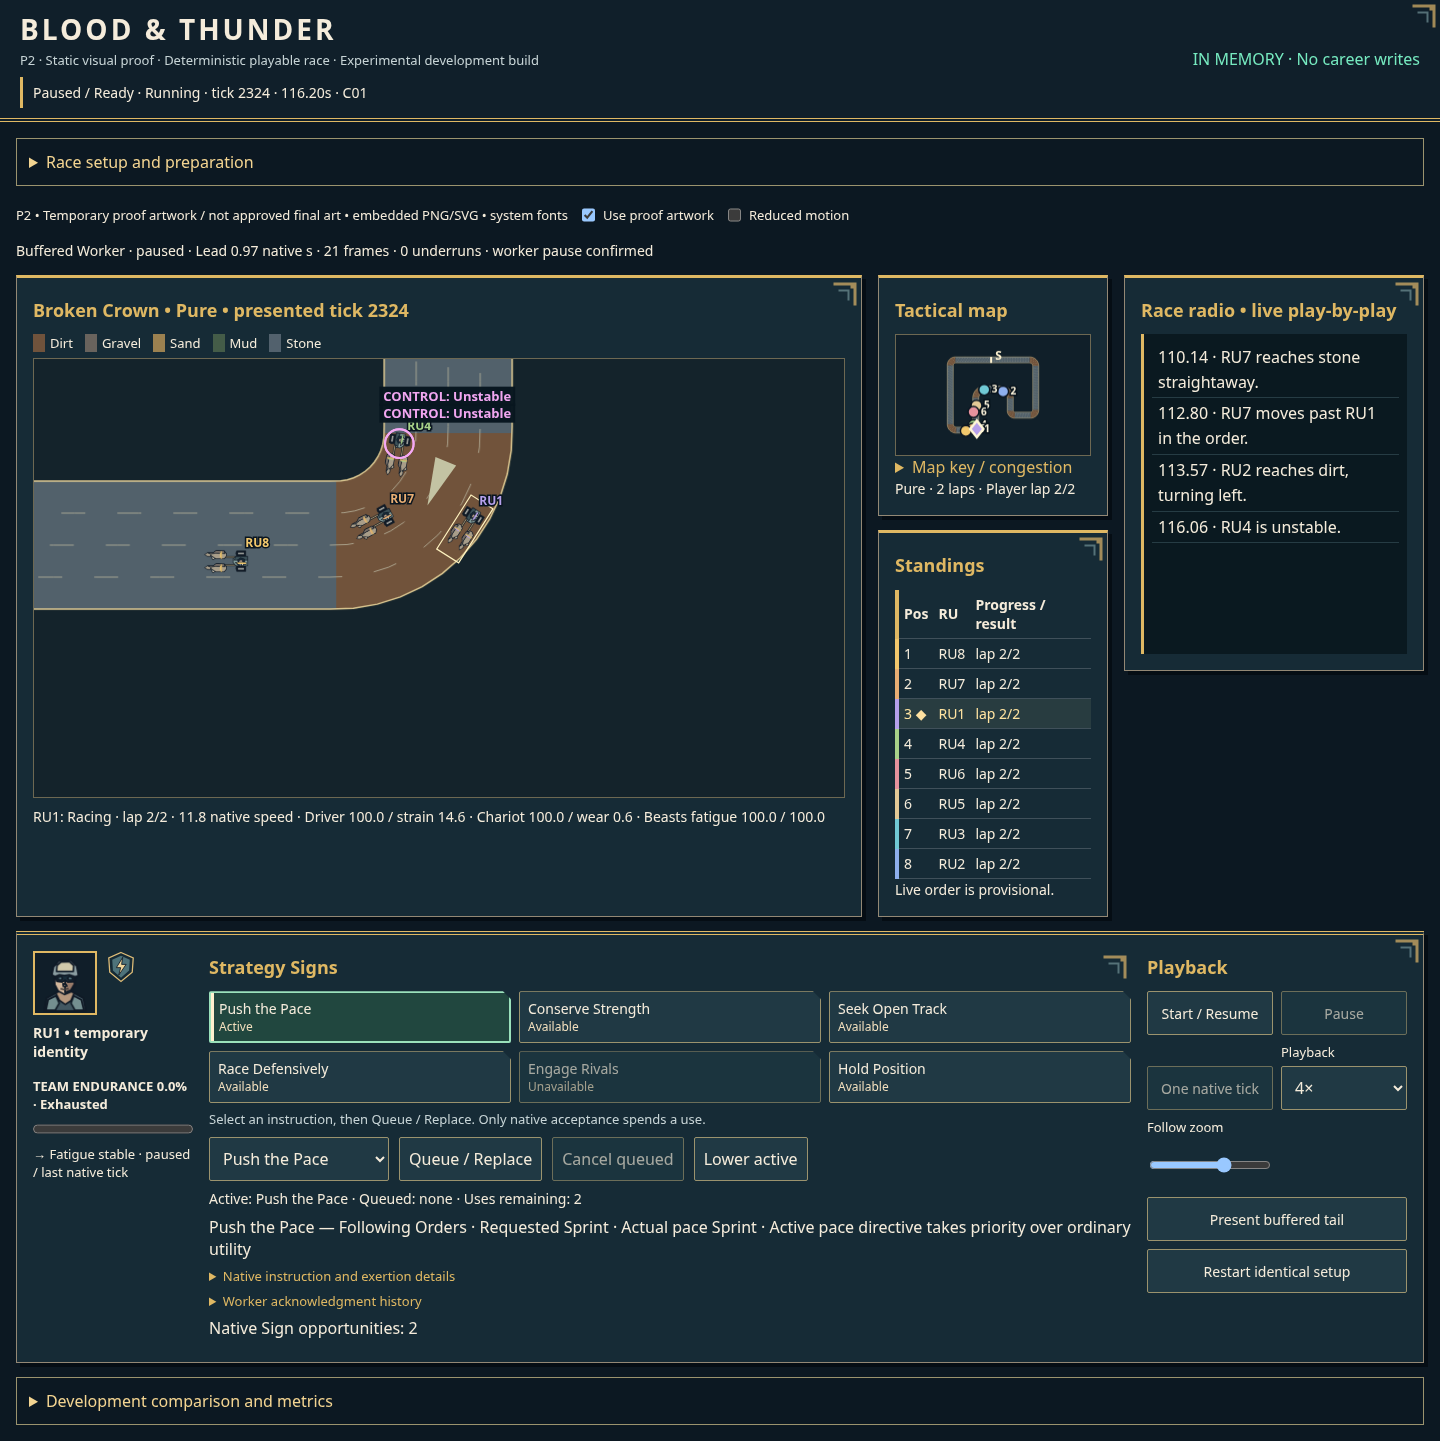 BLOOD & THUNDER
P2 · Static visual proof · Deterministic playable race · Experimental development build
IN MEMORY · No career writes
Paused / Ready · Running · tick 2324 · 116.20s · C01
Race setup and preparation
P2 • Temporary proof artwork / not approved final art • embedded PNG/SVG • system fonts
Use proof artwork
Reduced motion
Buffered Worker · paused · Lead 0.97 native s · 21 frames · 0 underruns · worker pause confirmed
Broken Crown • Pure • presented tick 2324
Dirt
Gravel
Sand
Mud
Stone
CONTROL: Unstable
CONTROL: Unstable
RU4
RU7
RU1
RU8
RU1: Racing · lap 2/2 · 11.8 native speed · Driver 100.0 / strain 14.6 · Chariot 100.0 / wear 0.6 · Beasts fatigue 100.0 / 100.0
Tactical map
S
3
2
5
6
1
Map key / congestion
Pure · 2 laps · Player lap 2/2
Standings
Pos RU Progress /
result
1 RU8 lap 2/2
2 RU7 lap 2/2
3 ◆ RU1 lap 2/2
4 RU4 lap 2/2
5 RU6 lap 2/2
6 RU5 lap 2/2
7 RU3 lap 2/2
8 RU2 lap 2/2
Live order is provisional.
Race radio • live play-by-play
110.14 · RU7 reaches stone
straightaway.
112.80 · RU7 moves past RU1
in the order.
113.57 · RU2 reaches dirt,
turning left.
116.06 · RU4 is unstable.
RU1 • temporary
identity
TEAM ENDURANCE 0.0%
· Exhausted
→ Fatigue stable · paused
/ last native tick
Strategy Signs
Push the Pace
Active
Conserve Strength
Available
Seek Open Track
Available
Race Defensively
Available
Engage Rivals
Unavailable
Hold Position
Available
Select an instruction, then Queue / Replace. Only native acceptance spends a use.
Push the Pace
Queue / Replace
Cancel queued
Lower active
Active: Push the Pace · Queued: none · Uses remaining: 2
Push the Pace — Following Orders · Requested Sprint · Actual pace Sprint · Active pace directive takes priority over ordinary
utility
Native instruction and exertion details
Worker acknowledgment history
Native Sign opportunities: 2
Playback
Start / Resume
Pause
Playback
One native tick
4×
Follow zoom
Present buffered tail
Restart identical setup
Development comparison and metrics